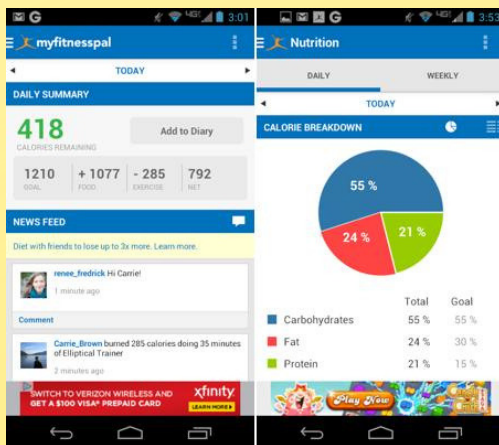 3:01
myfitnesspal
TODAY
DAILY SUMMARY
418
CALORIES REMAINING
Add to Diary
1210 + 1077 - 285 792
GOAL FOOD EXERCISE NET
NEWS FEED
Diet with friends to lose up to 3x more. Learn more.
renee_fredrick Hi Carrie!
1 minute ago
Comment
Carrie_Brown burned 285 calories doing 35 minutes
of Elliptical Trainer
2 minutes ago
SWITCH TO VERIZON WIRELESS AND
GET A $100 VISA® PREPAID CARD
xfinity
LEARN MORE
3:53
Nutrition
DAILY WEEKLY
TODAY
CALORIE BREAKDOWN
55 %
24 %
21 %
Total Goal
Carbohydrates 55 % 55 %
Fat 24 % 30 %
Protein 21 % 15 %
Play Now